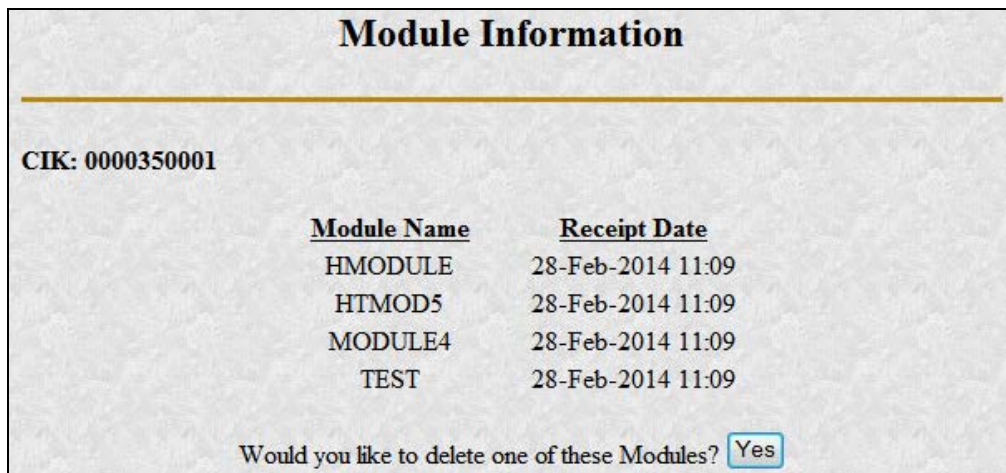 Module Information
CIK: 0000350001
Module Name Receipt Date
HMODULE 28-Feb-2014 11:09
HTMOD5 28-Feb-2014 11:09
MODULE4 28-Feb-2014 11:09
TEST 28-Feb-2014 11:09
Would you like to delete one of these Modules? Yes